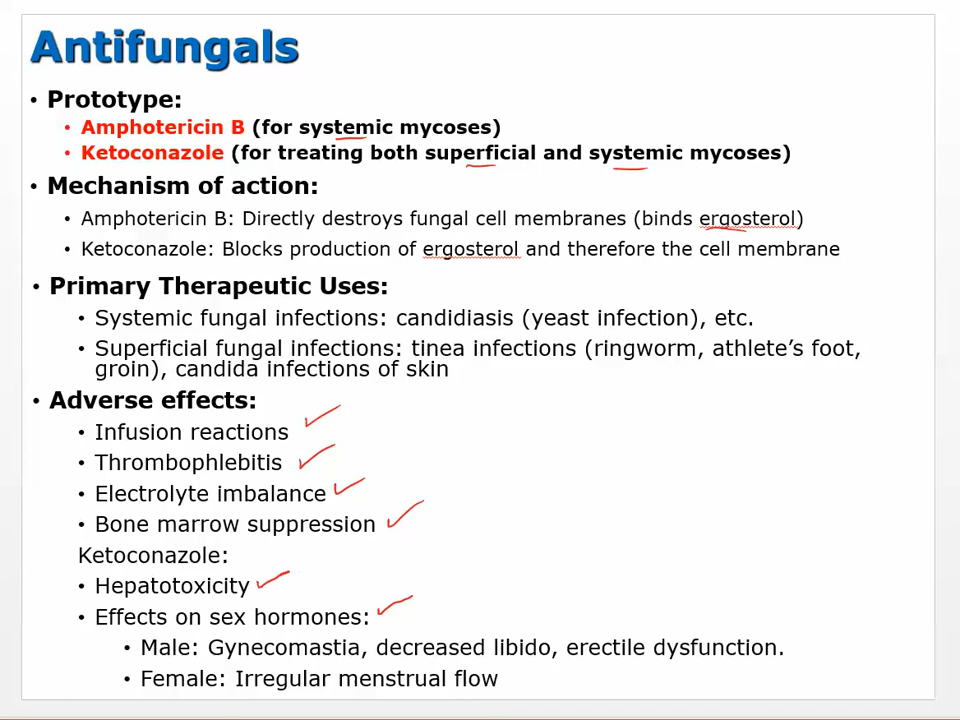 Antifungals
• Prototype:
• Amphotericin B (for systemic mycoses)
• Ketoconazole (for treating both superficial and systemic mycoses)
• Mechanism of action:
• Amphotericin B: Directly destroys fungal cell membranes (binds ergosterol)
• Ketoconazole: Blocks production of ergosterol and therefore the cell membrane
• Primary Therapeutic Uses:
• Systemic fungal infections: candidiasis (yeast infection), etc.
• Superficial fungal infections: tinea infections (ringworm, athlete’s foot,
groin), candida infections of skin
• Adverse effects:
• Infusion reactions
• Thrombophlebitis
• Electrolyte imbalance
• Bone marrow suppression
Ketoconazole:
• Hepatotoxicity
• Effects on sex hormones:
• Male: Gynecomastia, decreased libido, erectile dysfunction.
• Female: Irregular menstrual flow